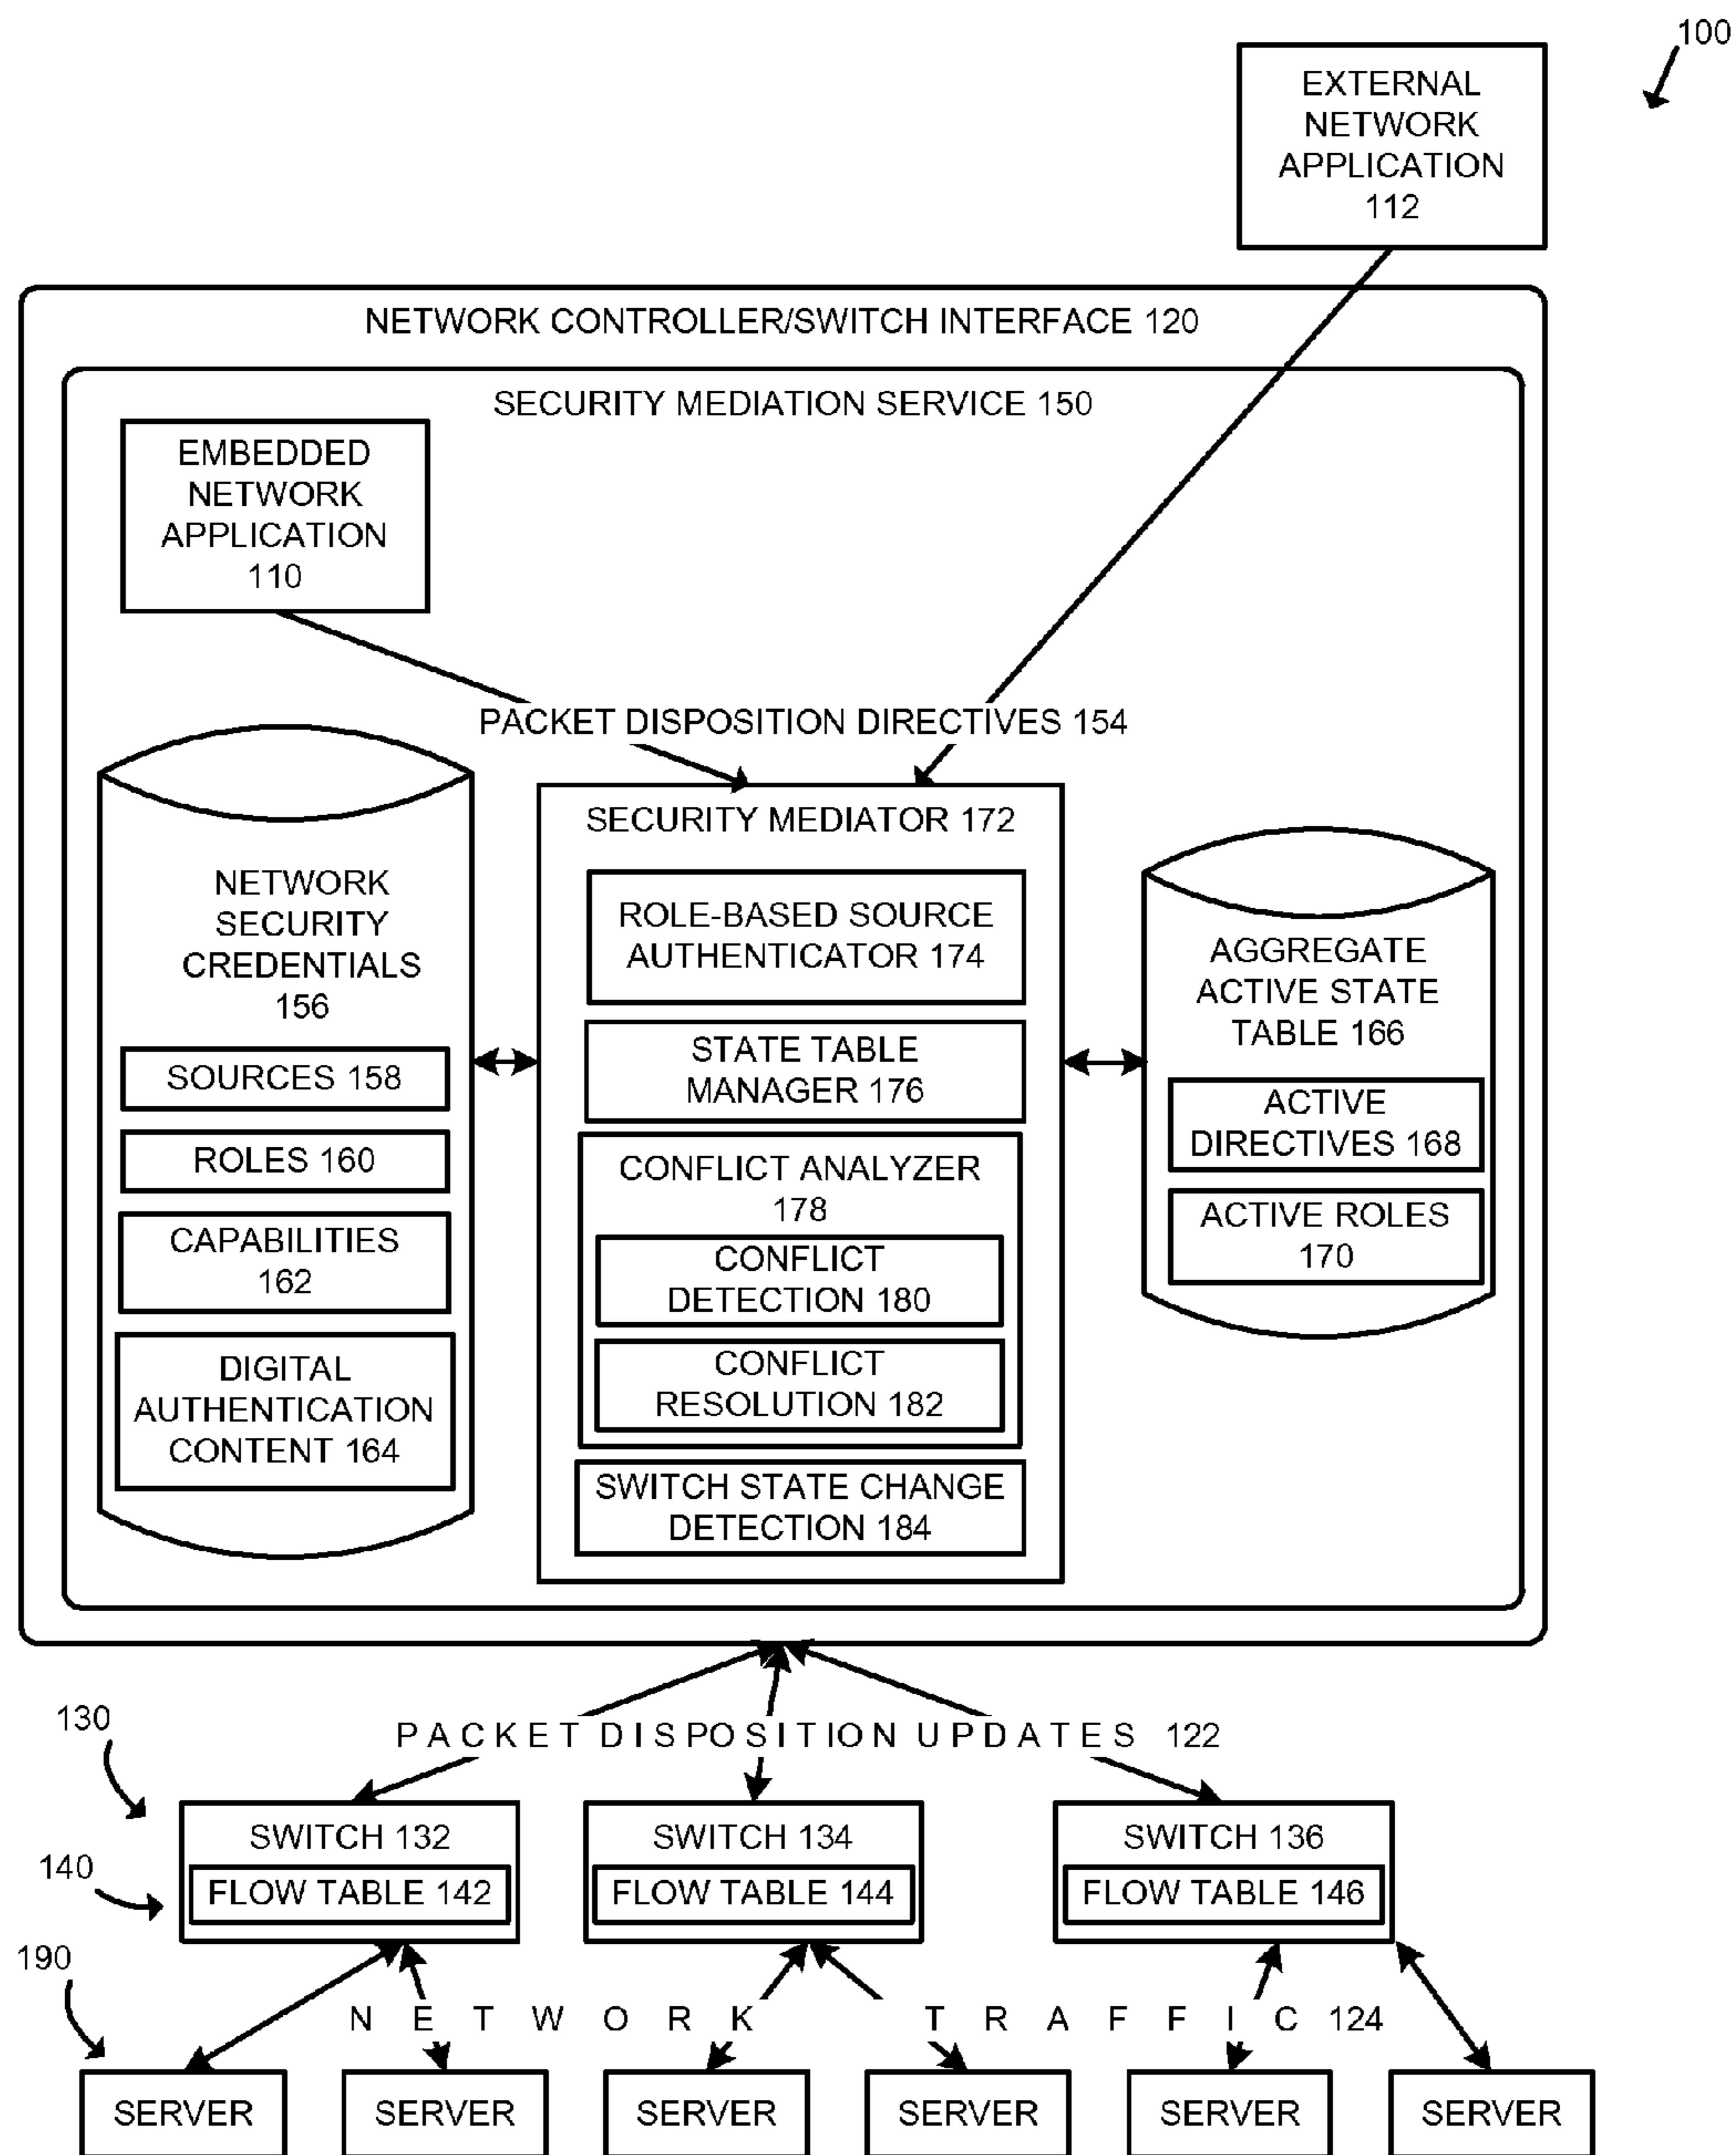 100
EXTERNAL
NETWORK
APPLICATION
112
NETWORK CONTROLLER/SWITCH INTERFACE 120
SECURITY MEDIATION SERVICE 150
EMBEDDED
NETWORK
APPLICATION
110
PACKET DISPOSITION DIRECTIVES 154
NETWORK
SECURITY
CREDENTIALS
156
SOURCES 158
ROLES 160
CAPABILITIES
162
DIGITAL
AUTHENTICATION
CONTENT 164
SECURITY MEDIATOR 172
ROLE-BASED SOURCE
AUTHENTICATOR 174
STATE TABLE
MANAGER 176
CONFLICT ANALYZER
178
CONFLICT
DETECTION 180
CONFLICT
RESOLUTION 182
SWITCH STATE CHANGE
DETECTION 184
AGGREGATE
ACTIVE STATE
TABLE 166
ACTIVE
DIRECTIVES 168
ACTIVE ROLES
170
PACKET DISPOSITION UPDATES 122
130
SWITCH 132
FLOW TABLE 142
SWITCH 134
FLOW TABLE 144
SWITCH 136
FLOW TABLE 146
140
190
NETWORK TRAFFIC 124
SERVER
SERVER
SERVER
SERVER
SERVER
SERVER